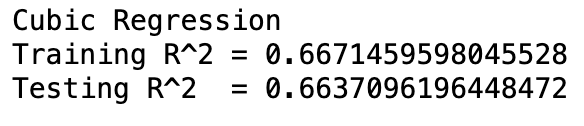 Cubic Regression
Training R^2 = 0.6671459598045528
Testing R^2  = 0.6637096196448472